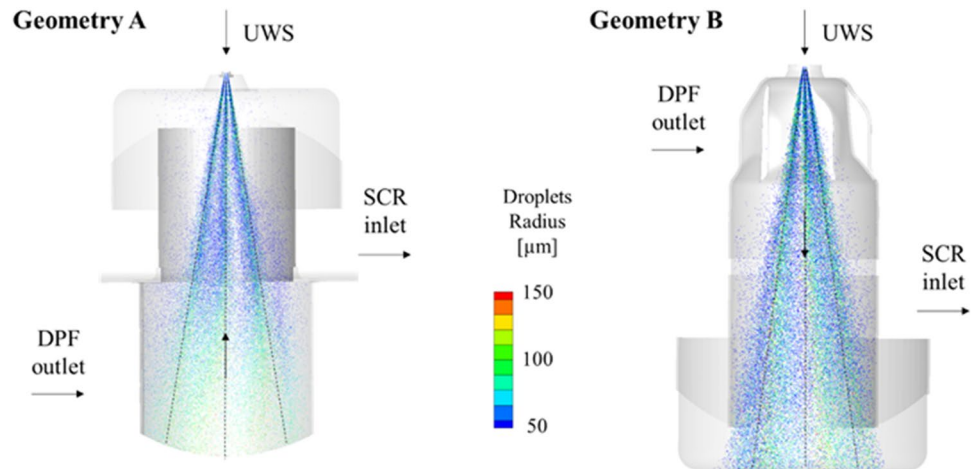 Geometry A
UWS
SCR
inlet
DPF
outlet
Droplets
Radius
[µm]
150
100
50
Geometry B
UWS
DPF
outlet
SCR
inlet